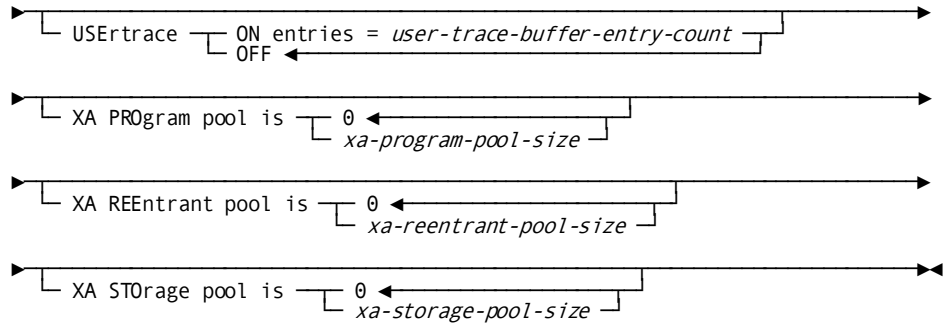 USErtrace ON entries = user-trace-buffer-entry-count
OFF
XA PROgram pool is 0
xa-program-pool-size
XA REEntrant pool is 0
xa-reentrant-pool-size
XA STOrage pool is 0
xa-storage-pool-size